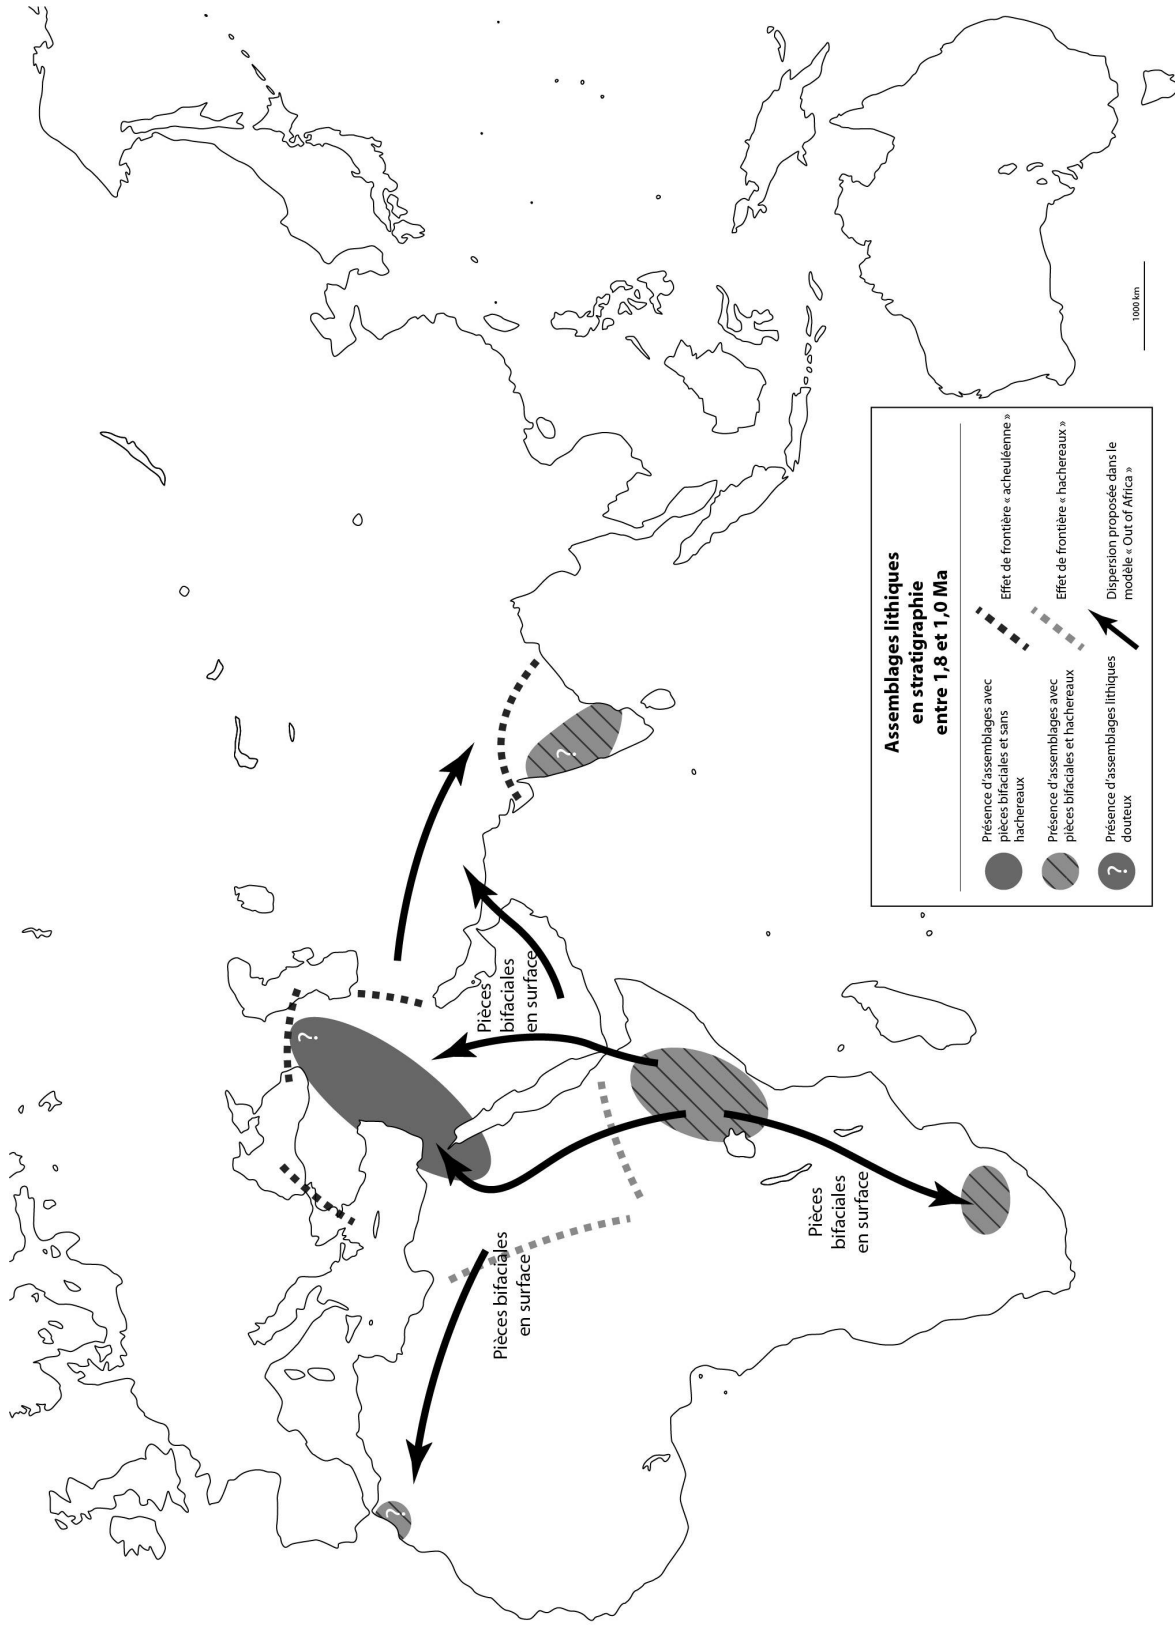 Pièces bifaciales
en surface
Pièces
bifaciales
en surface
Pièces
bifaciales
en surface
?
?
?
Assemblages lithiques
en stratigraphie
entre 1,8 et 1,0 Ma
Présence d’assemblages avec
pièces bifaciales et sans
hachereaux
Présence d’assemblages avec
pièces bifaciales et hachereaux
?
Présence d’assemblages lithiques
douteux
Effet de frontière « acheuléenne »
Effet de frontière « hachereaux »
Dispersion proposée dans le
modèle « Out of Africa »
1000 km